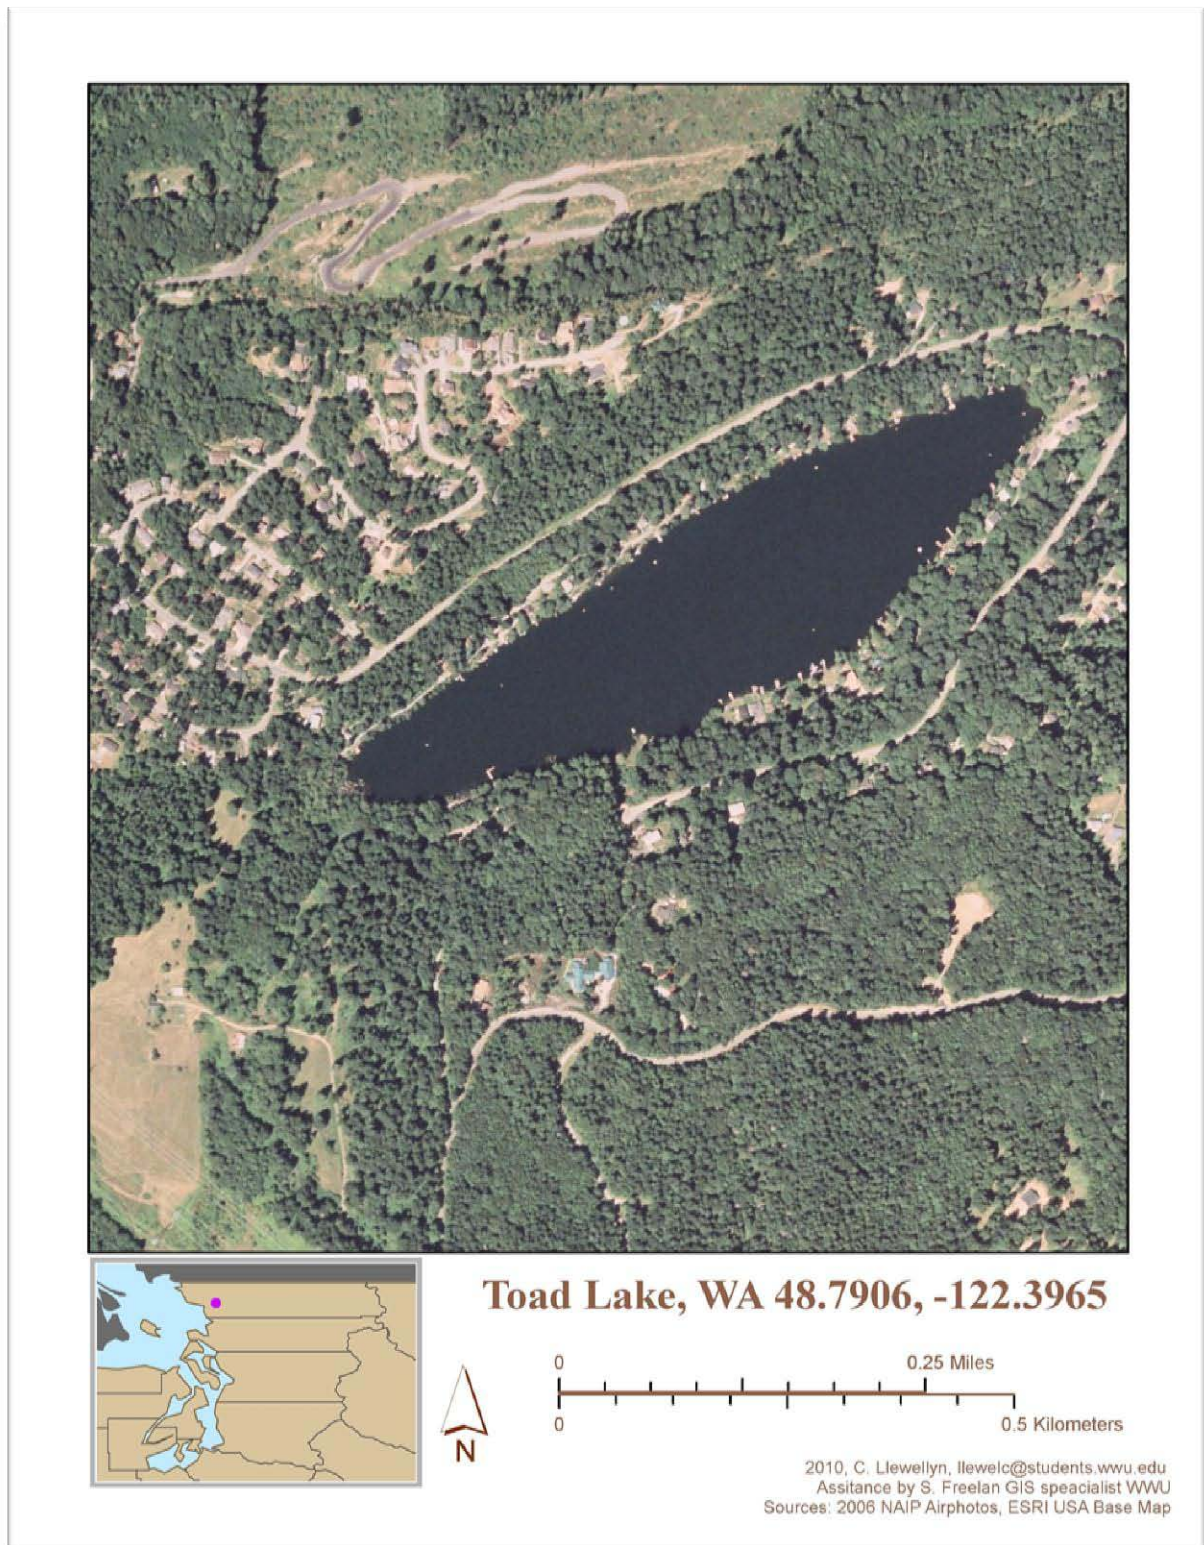 Toad Lake, WA 48.7906, -122.3965
0 0.25 Miles
0 0.5 Kilometers
N
2010, C. Llewellyn, llewelc@students.wwu.edu
Assitance by S. Freelan GIS speacialist WWU
Sources: 2006 NAIP Airphotos, ESRI USA Base Map